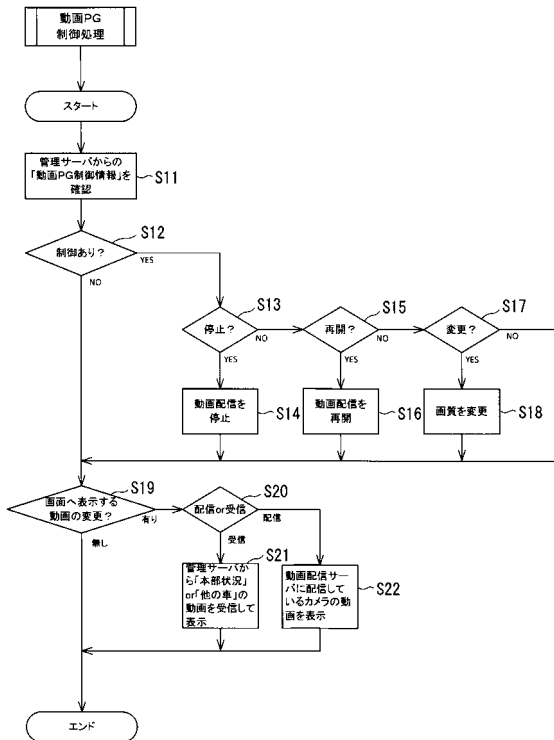 動画PG
制御処理
スタート
管理サーバからの
「動画PG制御情報」を
確認
S11
制御あり？
S12
YES
NO
停止？
S13
NO
YES
再開？
S15
NO
YES
変更？
S17
NO
YES
動画配信を
停止
S14
動画配信を
再開
S16
画質を変更
S18
画面へ表示する
動画の変更？
S19
有り
無し
配信or受信
S20
配信
受信
管理サーバか
ら「本部状況」
or「他の車」の
動画を受信して
表示
S21
動画配信サー
バに配信して
いるカメラの動
画を表示
S22
エンド